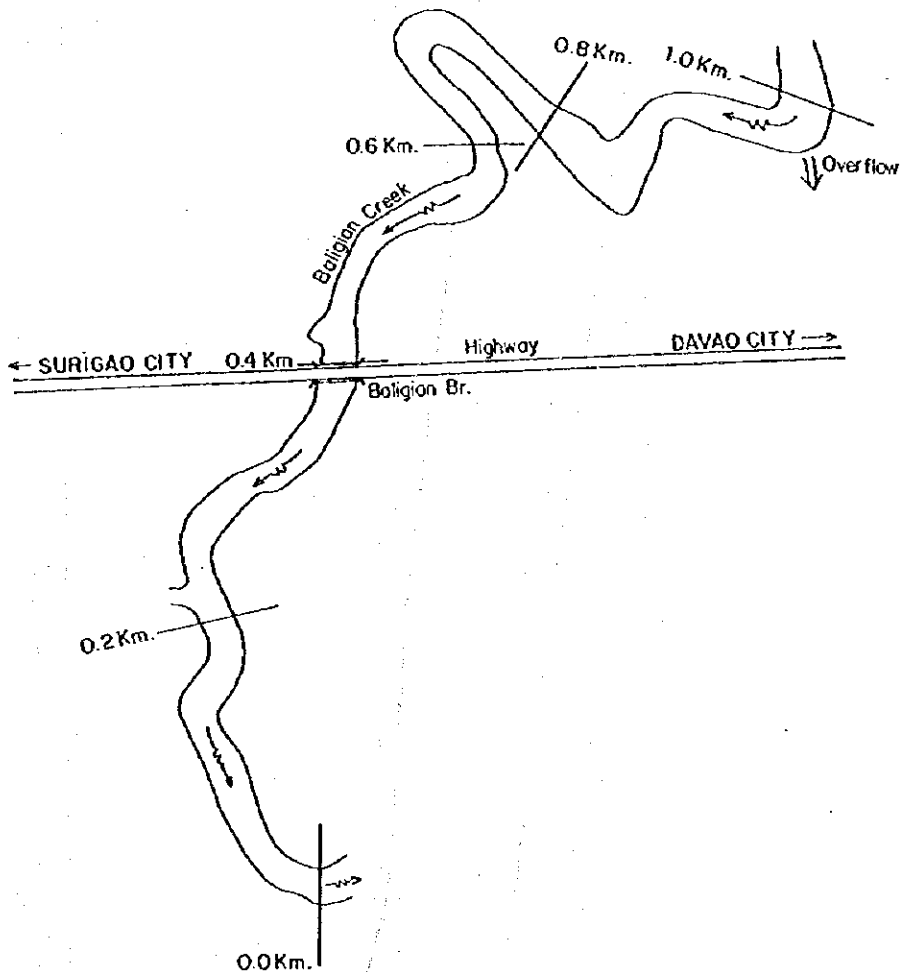 0.8 Km.
1.0 Km.
0.6 Km.
Overflow
Baligian Creek
SURIGAO CITY
0.4 Km
Highway
DAVAO CITY
Baligian Br.
0.2 Km.
0.0 Km.